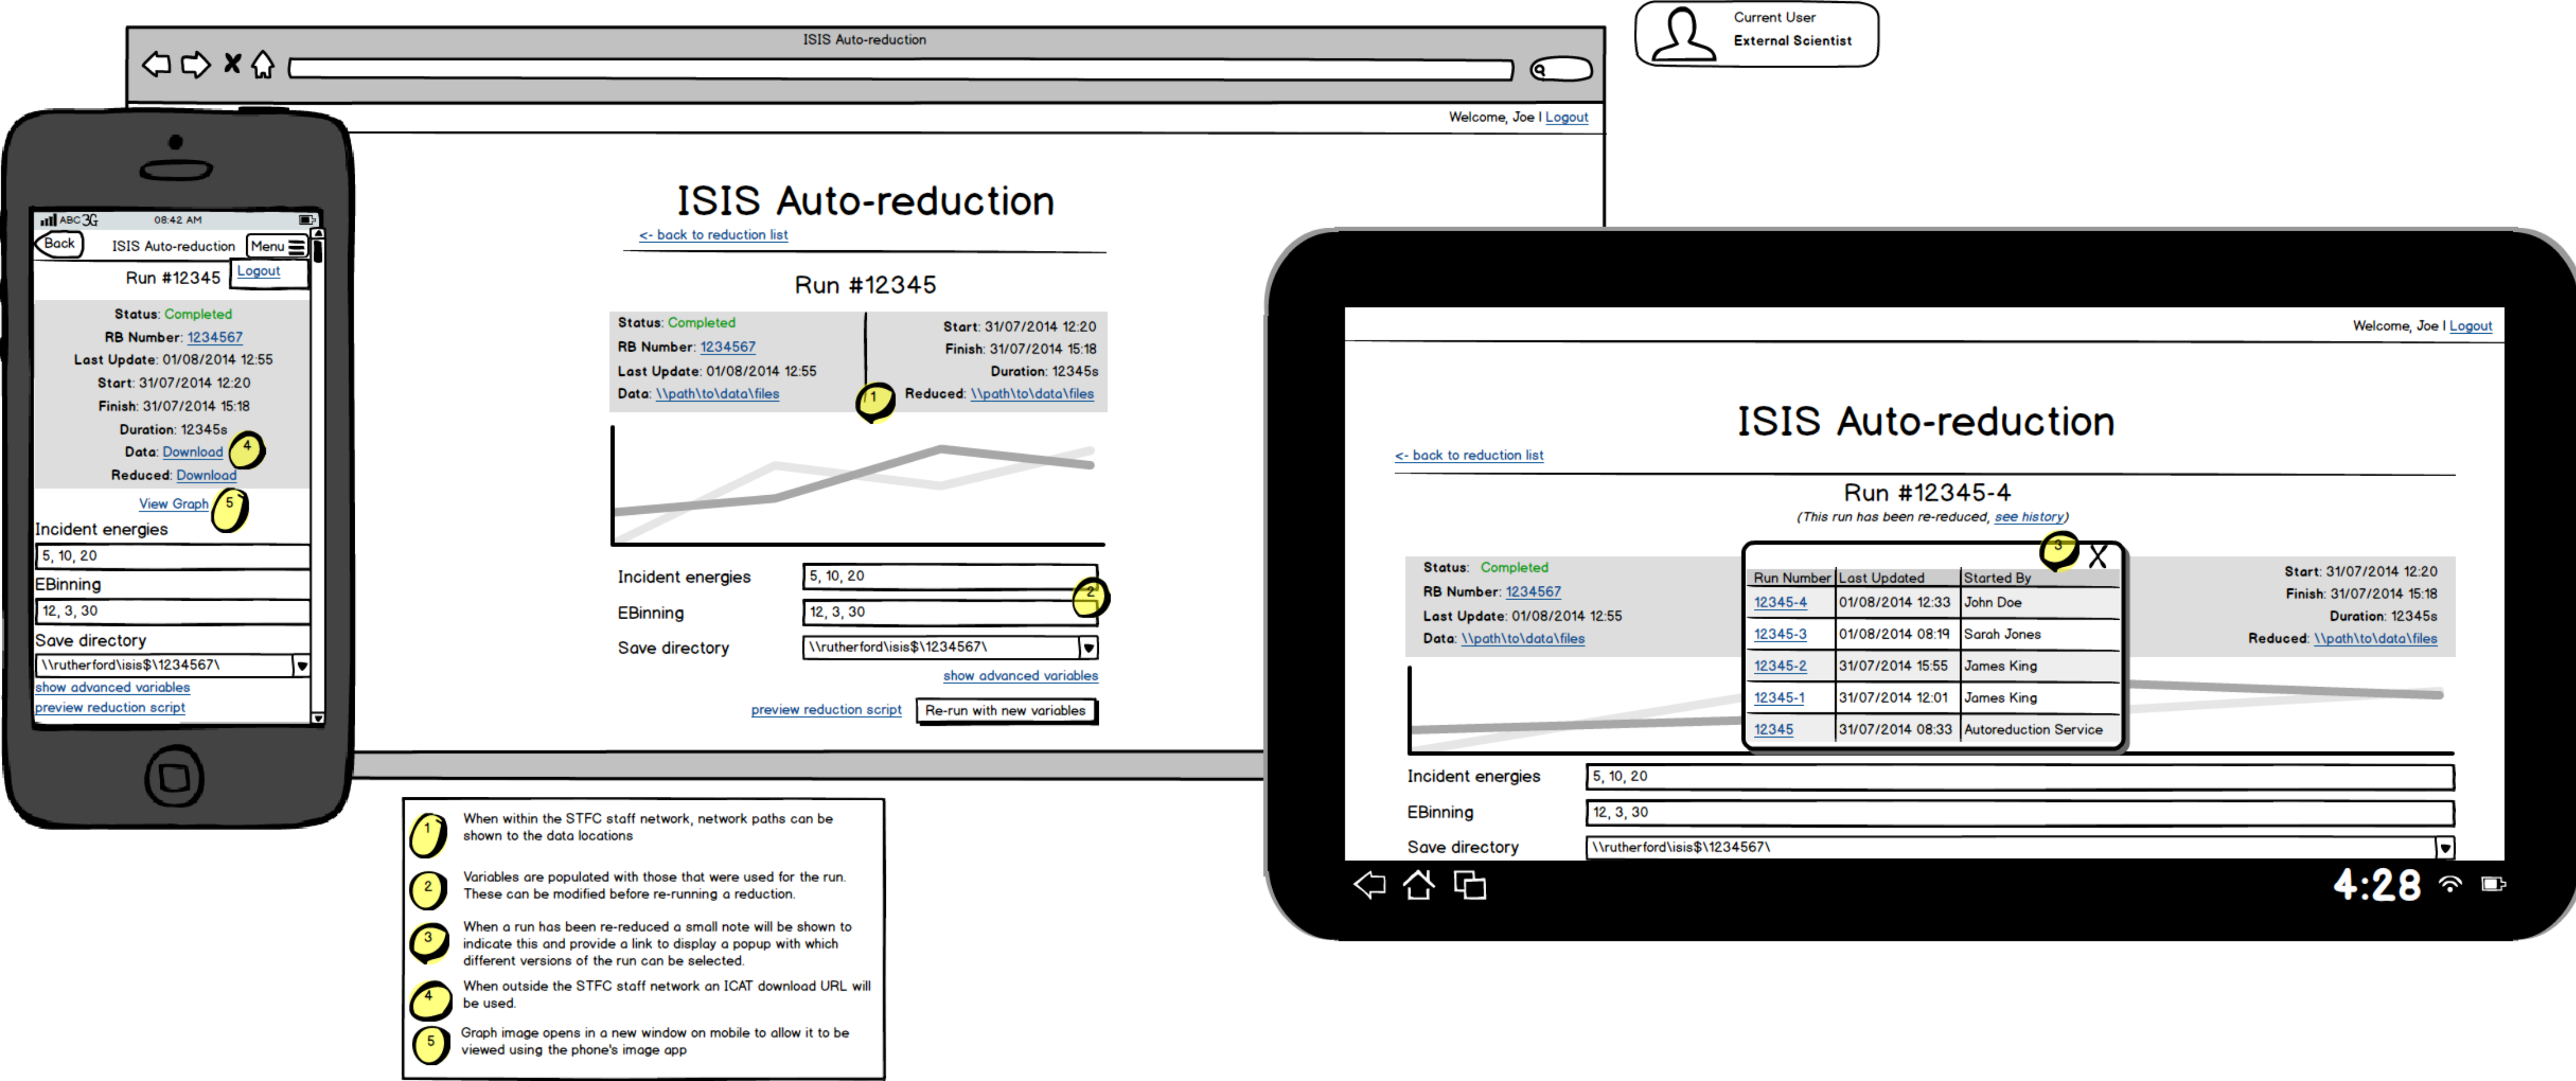 ISIS Auto-reduction
Current User
External Scientist
Welcome, Joe | Logout
ISIS Auto-reduction
<- back to reduction list
Run #12345
Status: Completed
RB Number: 1234567
Last Update: 01/08/2014 12:55
Data: \\path\to\data\files
Start: 31/07/2014 12:20
Finish: 31/07/2014 15:18
Duration: 12345s
Reduced: \\path\to\data\files
1
Incident energies 5, 10, 20
EBinning 12, 3, 30
2
Save directory \\rutherford\isis$\1234567\
show advanced variables
preview reduction script Re-run with new variables
ABC 3G 08:42 AM
Back ISIS Auto-reduction Menu
Logout
Run #12345
Status: Completed
RB Number: 1234567
Last Update: 01/08/2014 12:55
Start: 31/07/2014 12:20
Finish: 31/07/2014 15:18
Duration: 12345s
Data: Download 4
Reduced: Download
View Graph 5
Incident energies
5, 10, 20
EBinning
12, 3, 30
Save directory
\\rutherford\isis$\1234567\
show advanced variables
preview reduction script
Welcome, Joe | Logout
ISIS Auto-reduction
<- back to reduction list
Run #12345-4
(This run has been re-reduced, see history)
Status: Completed
RB Number: 1234567
Last Update: 01/08/2014 12:55
Data: \\path\to\data\files
3 X
Run Number Last Updated Started By
12345-4 01/08/2014 12:33 John Doe
12345-3 01/08/2014 08:19 Sarah Jones
12345-2 31/07/2014 15:55 James King
12345-1 31/07/2014 12:01 James King
12345 31/07/2014 08:33 Autoreduction Service
Start: 31/07/2014 12:20
Finish: 31/07/2014 15:18
Duration: 12345s
Reduced: \\path\to\data\files
Incident energies 5, 10, 20
EBinning 12, 3, 30
Save directory \\rutherford\isis$\1234567\
4:28
1 When within the STFC staff network, network paths can be
shown to the data locations
2 Variables are populated with those that were used for the run.
These can be modified before re-running a reduction.
3 When a run has been re-reduced a small note will be shown to
indicate this and provide a link to display a popup with which
different versions of the run can be selected.
4 When outside the STFC staff network an ICAT download URL will
be used.
5 Graph image opens in a new window on mobile to allow it to be
viewed using the phone's image app